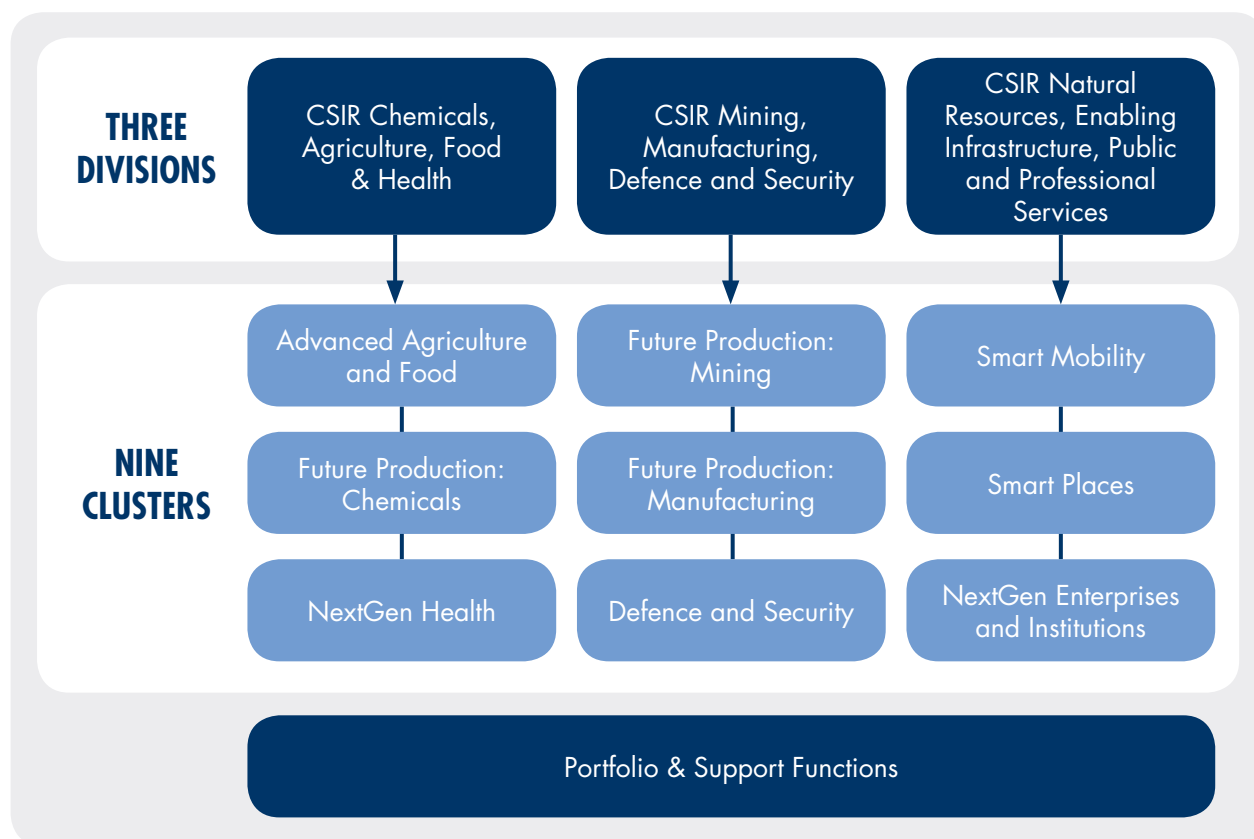 THREE
DIVISIONS
CSIR Chemicals,
Agriculture, Food
& Health
CSIR Mining,
Manufacturing,
Defence and Security
CSIR Natural
Resources, Enabling
Infrastructure, Public
and Professional
Services
NINE
CLUSTERS
Advanced Agriculture
and Food
Future Production:
Mining
Smart Mobility
Future Production:
Chemicals
Future Production:
Manufacturing
Smart Places
NextGen Health
Defence and Security
NextGen Enterprises
and Institutions
Portfolio & Support Functions